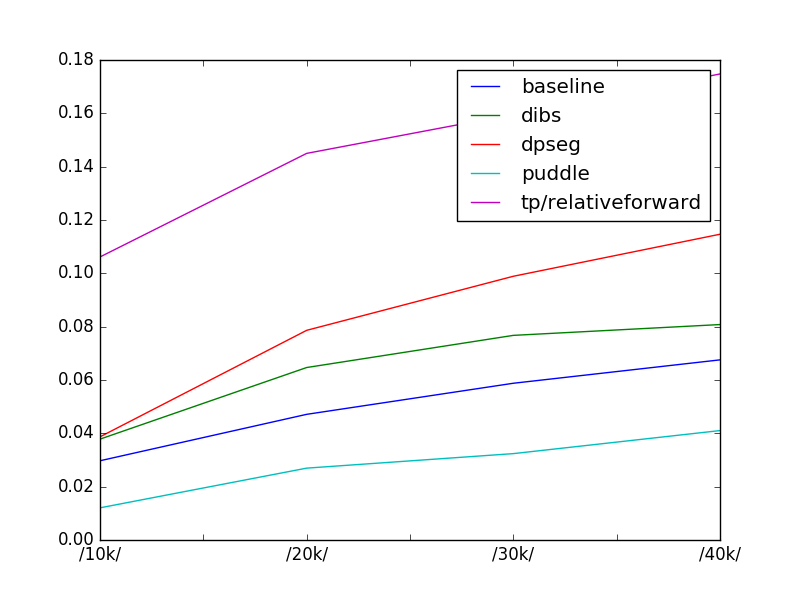 0.18
0.16
0.14
0.12
0.10
0.08
0.06
0.04
0.02
0.00
baseline
dibs
dpseg
puddle
tp/relativeforward
/10k/ /20k/ /30k/ /40k/